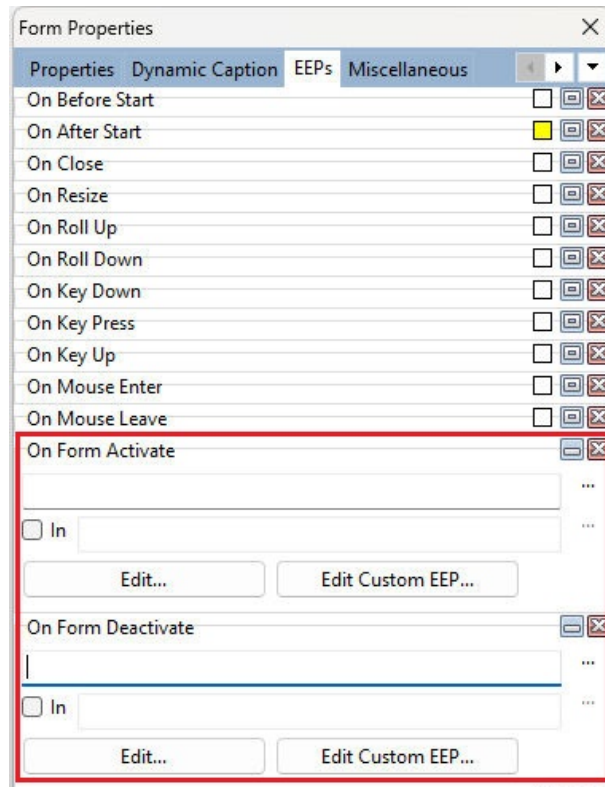 Form Properties
Properties Dynamic Caption EEPs Miscellaneous
On Before Start
On After Start
On Close
On Resize
On Roll Up
On Roll Down
On Key Down
On Key Press
On Key Up
On Mouse Enter
On Mouse Leave
On Form Activate
...
In ...
Edit... Edit Custom EEP...
On Form Deactivate
...
In ...
Edit... Edit Custom EEP...